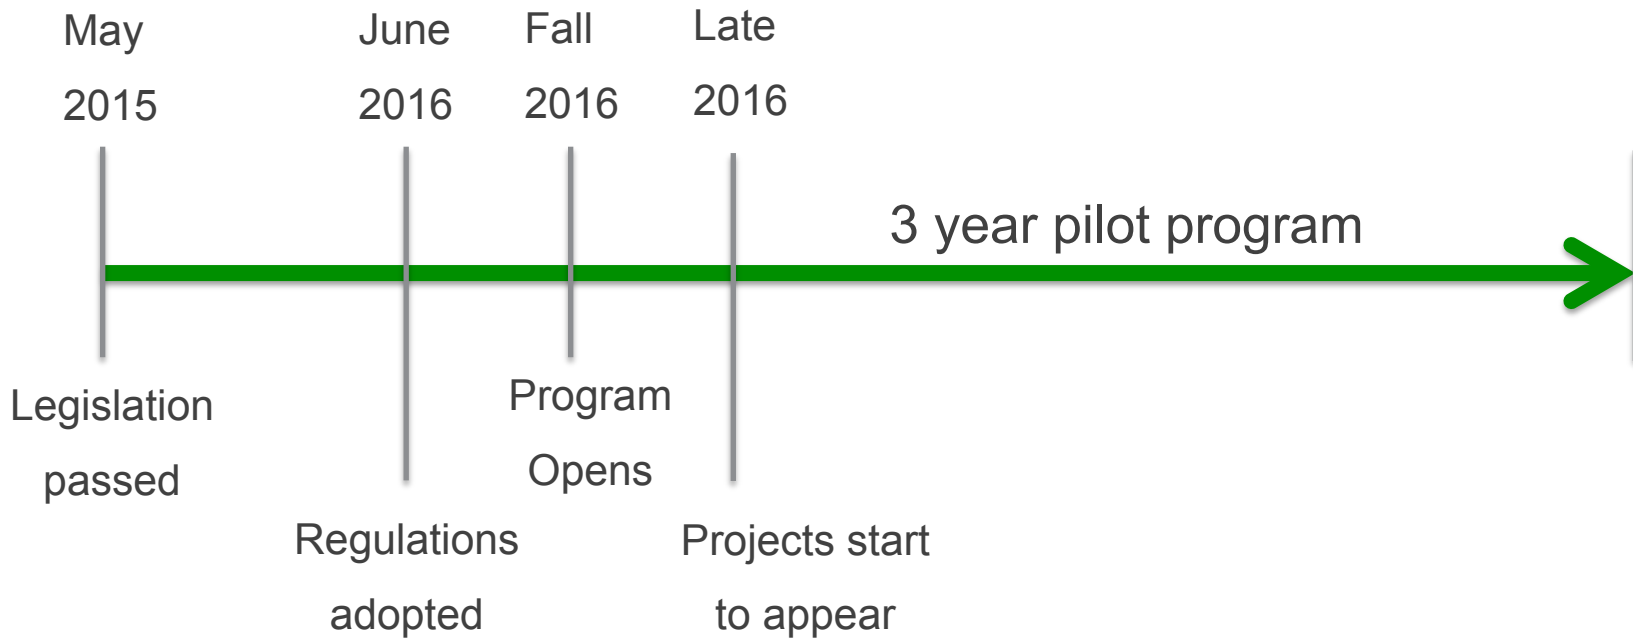 May
2015
June
2016
Fall
2016
Late
2016
3 year pilot program
Legislation
passed
Regulations
adopted
Program
Opens
Projects start
to appear